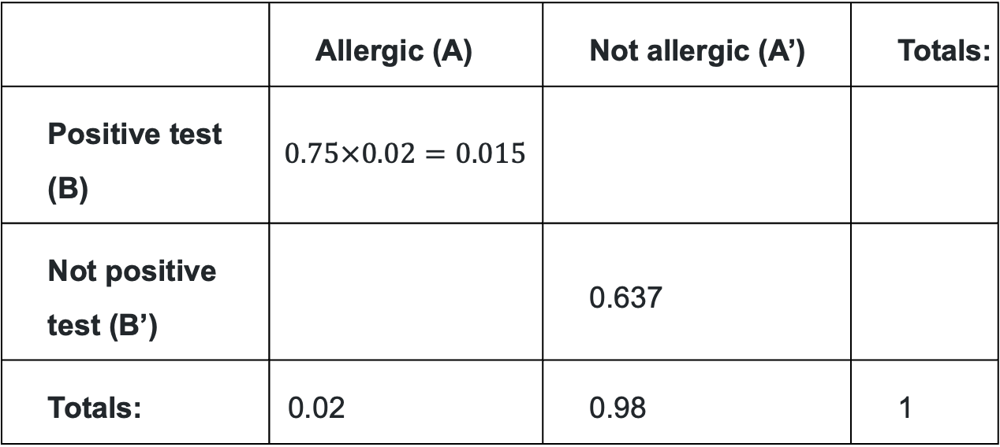 Allergic (A) Not allergic (A’) Totals:
Positive test
(B)
0.75×0.02 = 0.015
Not positive
test (B’)
0.637
Totals: 0.02 0.98 1